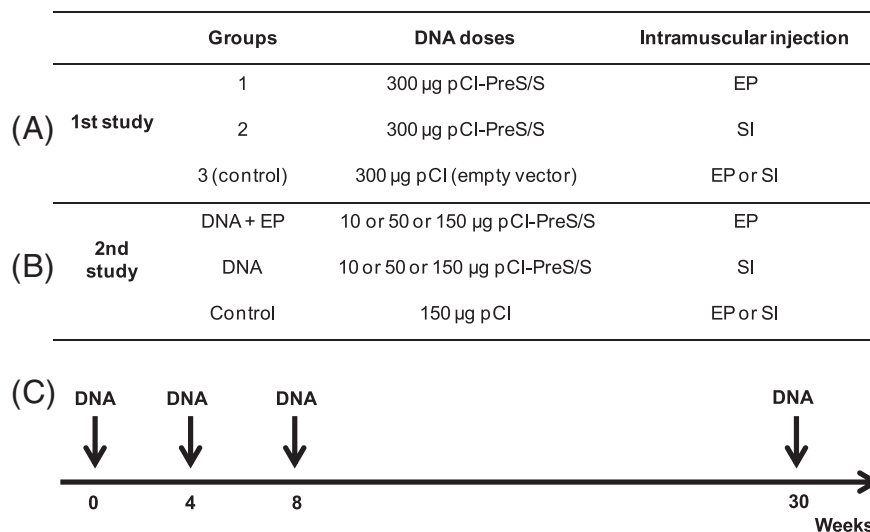 Groups DNA doses Intramuscular injection
(A) 1st study
1 300 µg pCI-PreS/S EP
2 300 µg pCI-PreS/S SI
3 (control) 300 µg pCI (empty vector) EP or SI
(B) 2nd
study
DNA + EP 10 or 50 or 150 µg pCI-PreS/S EP
DNA 10 or 50 or 150 µg pCI-PreS/S SI
Control 150 µg pCI EP or SI
(C) DNA DNA DNA DNA
0 4 8 30
Weeks